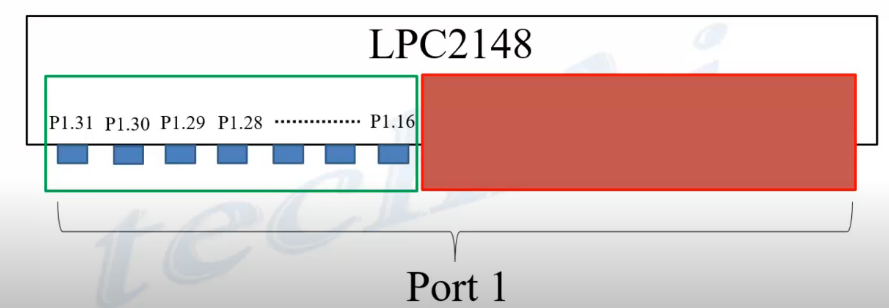 LPC2148
P1.31 P1.30 P1.29 P1.28 ................ P1.16
Port 1